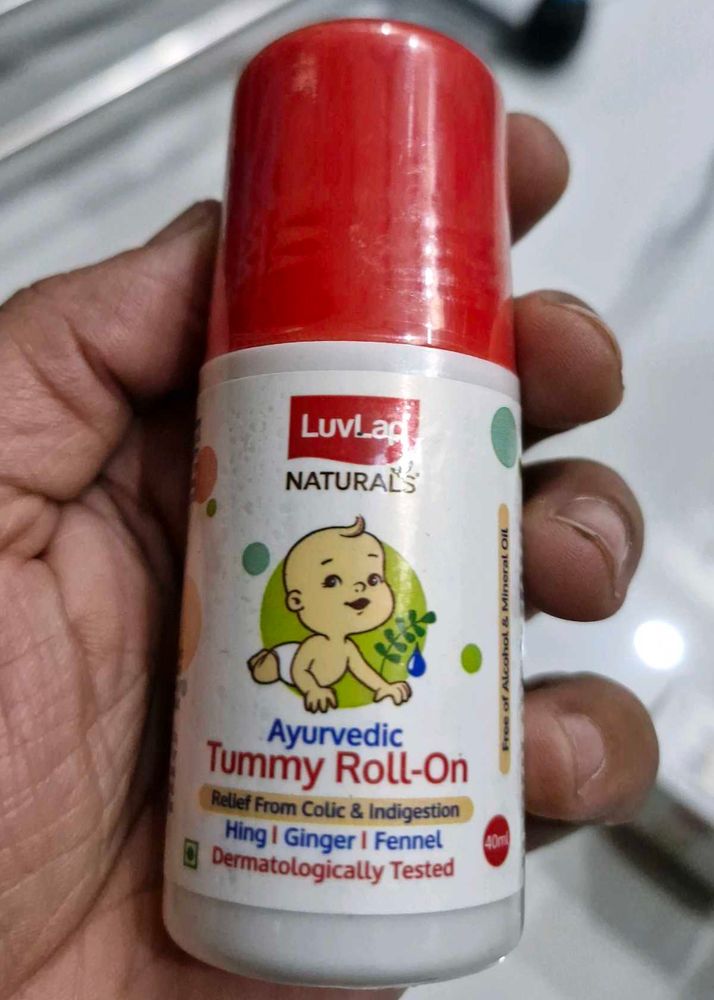 LuvLap
NATURALS
Ayurvedic
Tummy Roll-On
Relief From Colic & Indigestion
Hing | Ginger | Fennel
Dermatologically Tested
40ml
Free of Alcohol & Mineral Oil